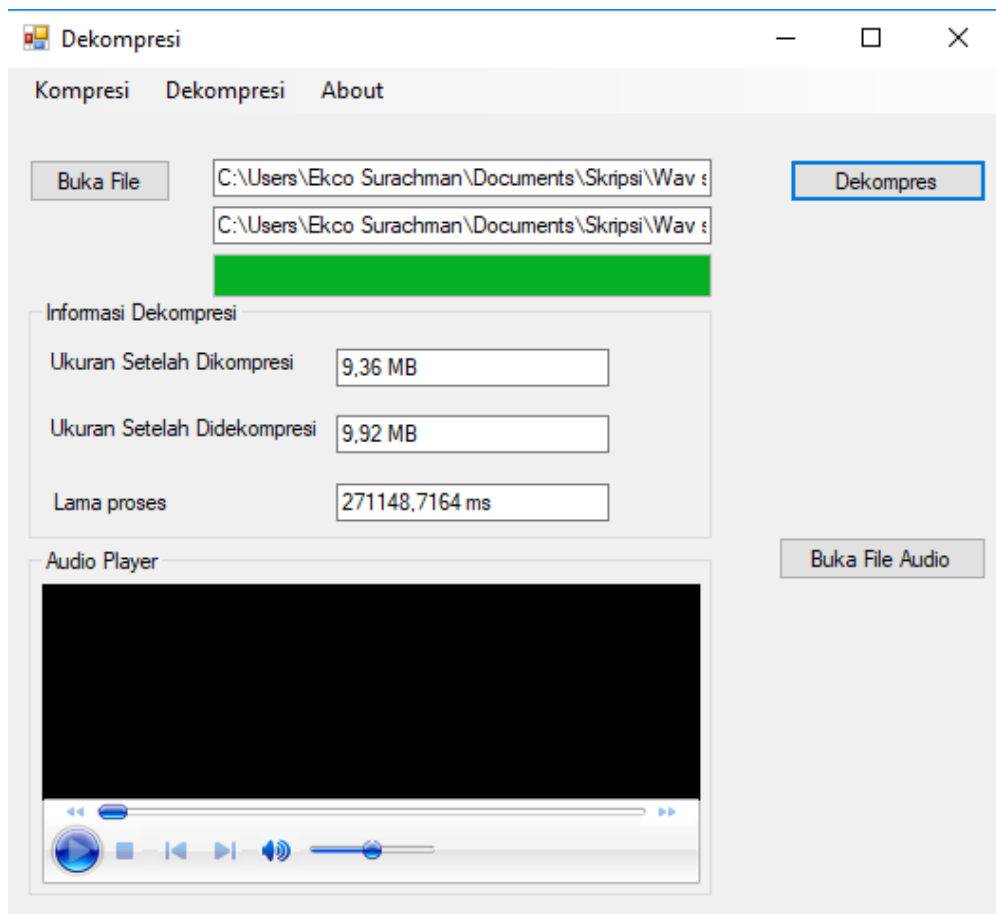 Dekompresi
Kompresi Dekompresi About
Buka File C:\Users\Ekco Surachman\Documents\Skripsi\Wav s Dekompres
C:\Users\Ekco Surachman\Documents\Skripsi\Wav s
Informasi Dekompresi
Ukuran Setelah Dikompresi 9,36 MB
Ukuran Setelah Didekompresi 9,92 MB
Lama proses 271148,7164 ms
Buka File Audio
Audio Player